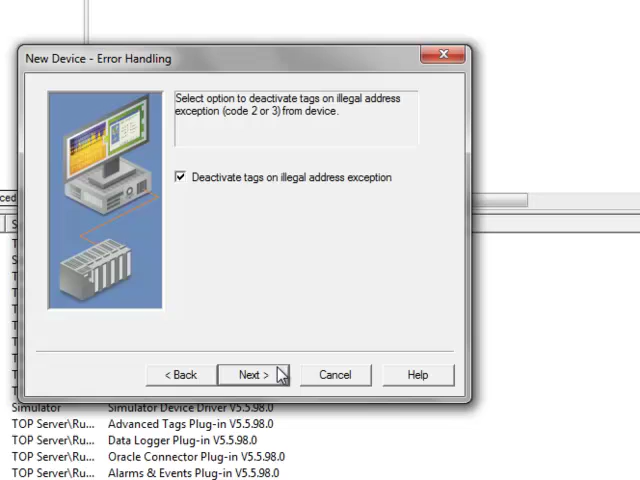 New Device - Error Handling
Select option to deactivate tags on illegal address
exception (code 2 or 3) from device.
Deactivate tags on illegal address exception
< Back
Next >
Cancel
Help
Simulator Simulator Device Driver V5.5.98.0
TOP Server\Ru... Advanced Tags Plug-in V5.5.98.0
TOP Server\Ru... Data Logger Plug-in V5.5.98.0
TOP Server\Ru... Oracle Connector Plug-in V5.5.98.0
TOP Server\Ru... Alarms & Events Plug-in V5.5.98.0